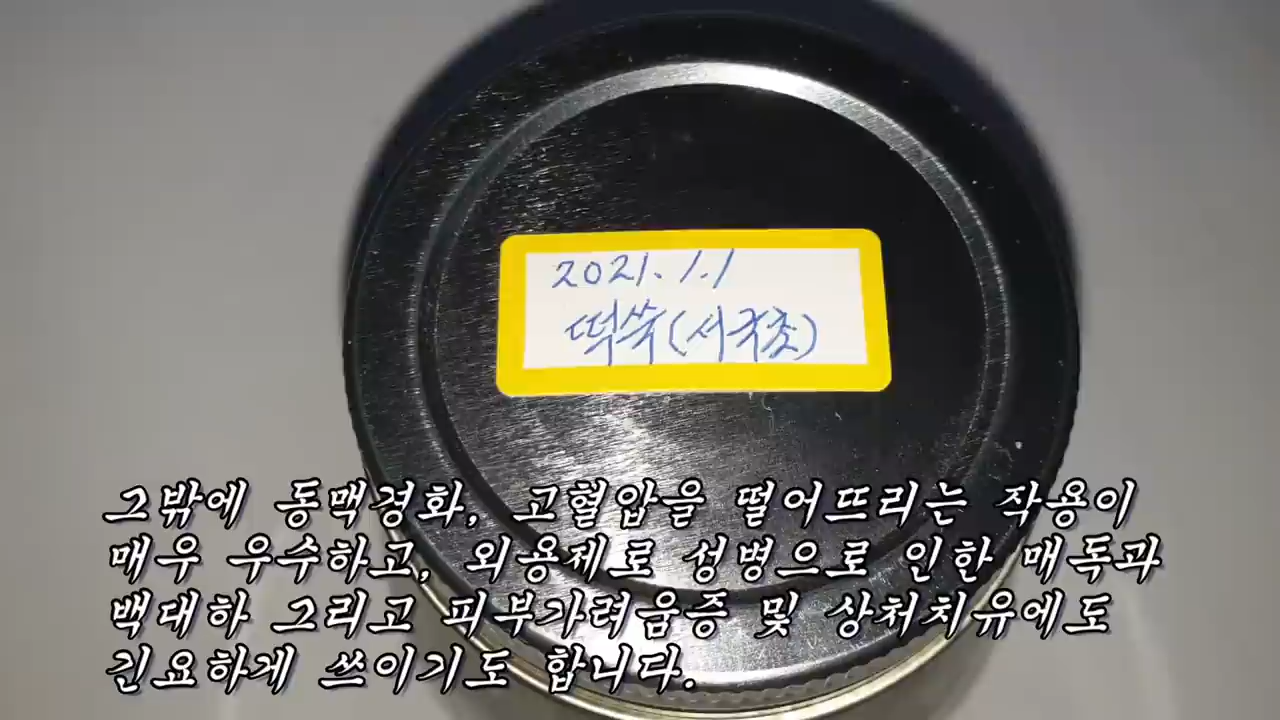 2021.1.1
떡쑥(서국초)
그밖에 동맥경화, 고혈압을 떨어뜨리는 작용이
매우 우수하고, 외용제로 성병으로 인한 매독과
백대하 그리고 피부가려움증 및 상처치유에도
긴요하게 쓰이기도 합니다.